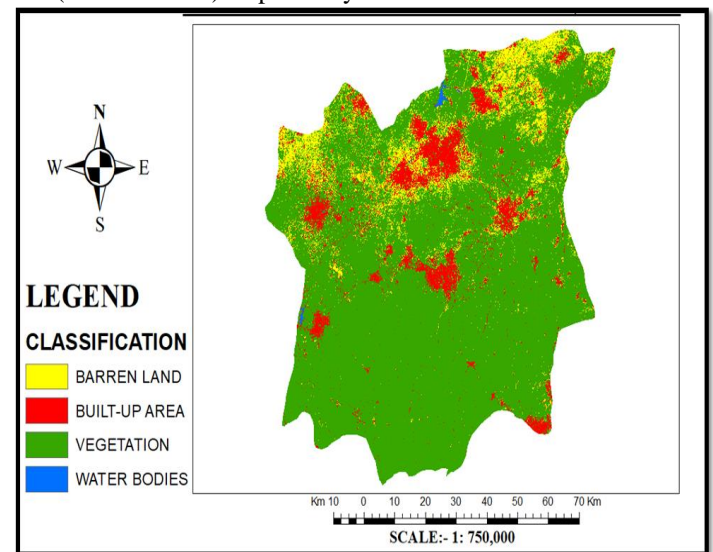 N
W E
S
LEGEND
CLASSIFICATION
BARREN LAND
BUILT-UP AREA
VEGETATION
WATER BODIES
Km 10 0 10 20 30 40 50 60 70 Km
SCALE:- 1: 750,000